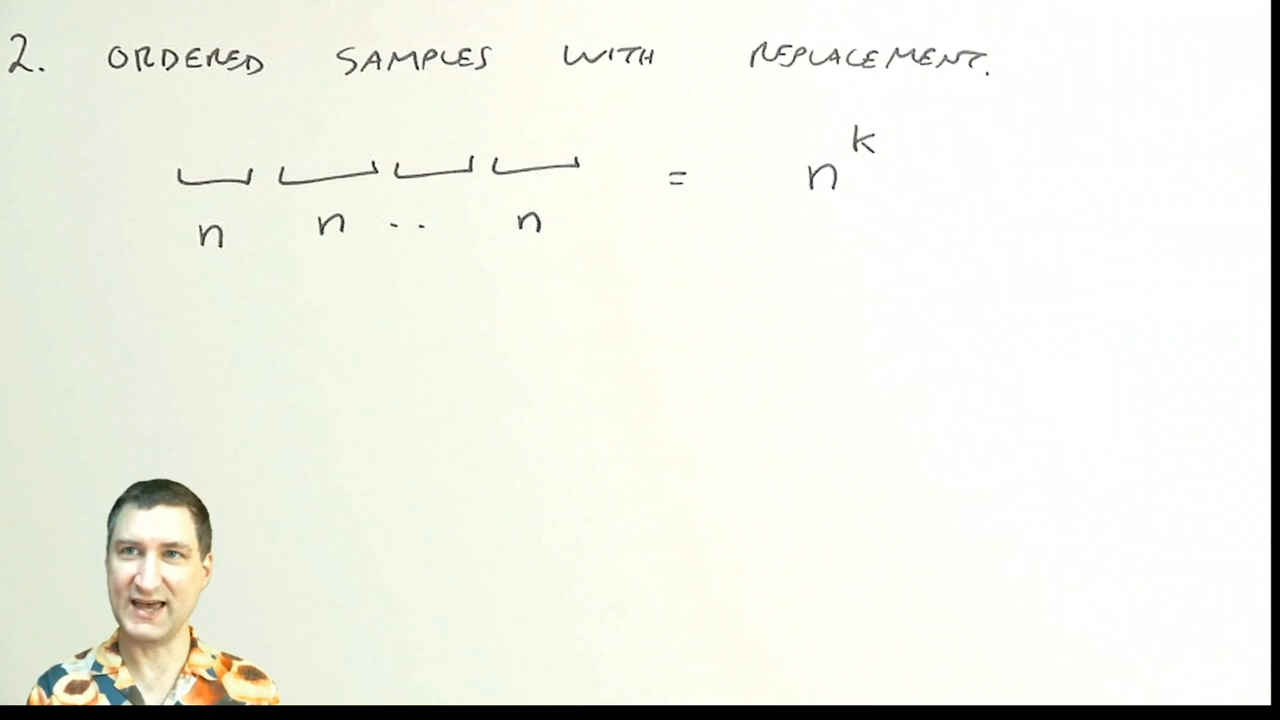 2. ORDERED SAMPLES WITH REPLACEMENT.
= n^k
n n .. n